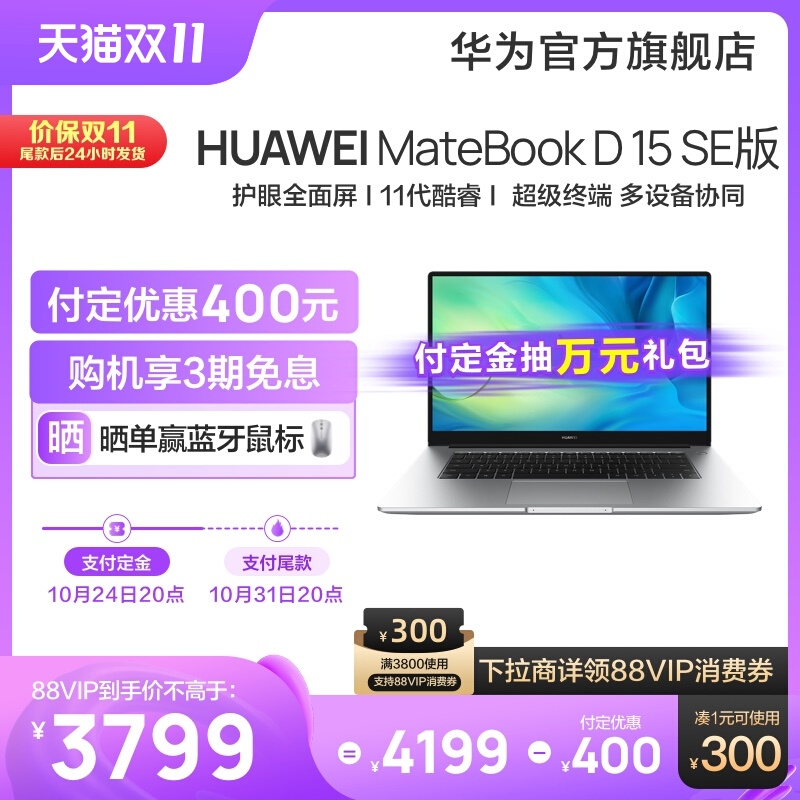 天猫双11
华为官方旗舰店
价保双11
尾款后24小时发货
HUAWEI MateBook D 15 SE版
护眼全面屏 | 11代酷睿 | 超级终端 多设备协同
付定优惠400元
购机享3期免息
晒 晒单赢蓝牙鼠标
付定金抽万元礼包
HUAWEI
支付定金
支付尾款
10月24日20点
10月31日20点
¥300
满3800使用
支持88VIP消费券
下拉商详领88VIP消费券
88VIP到手价不高于:
¥3799
=
¥4199
-
付定优惠
¥400
凑1元可使用
¥300